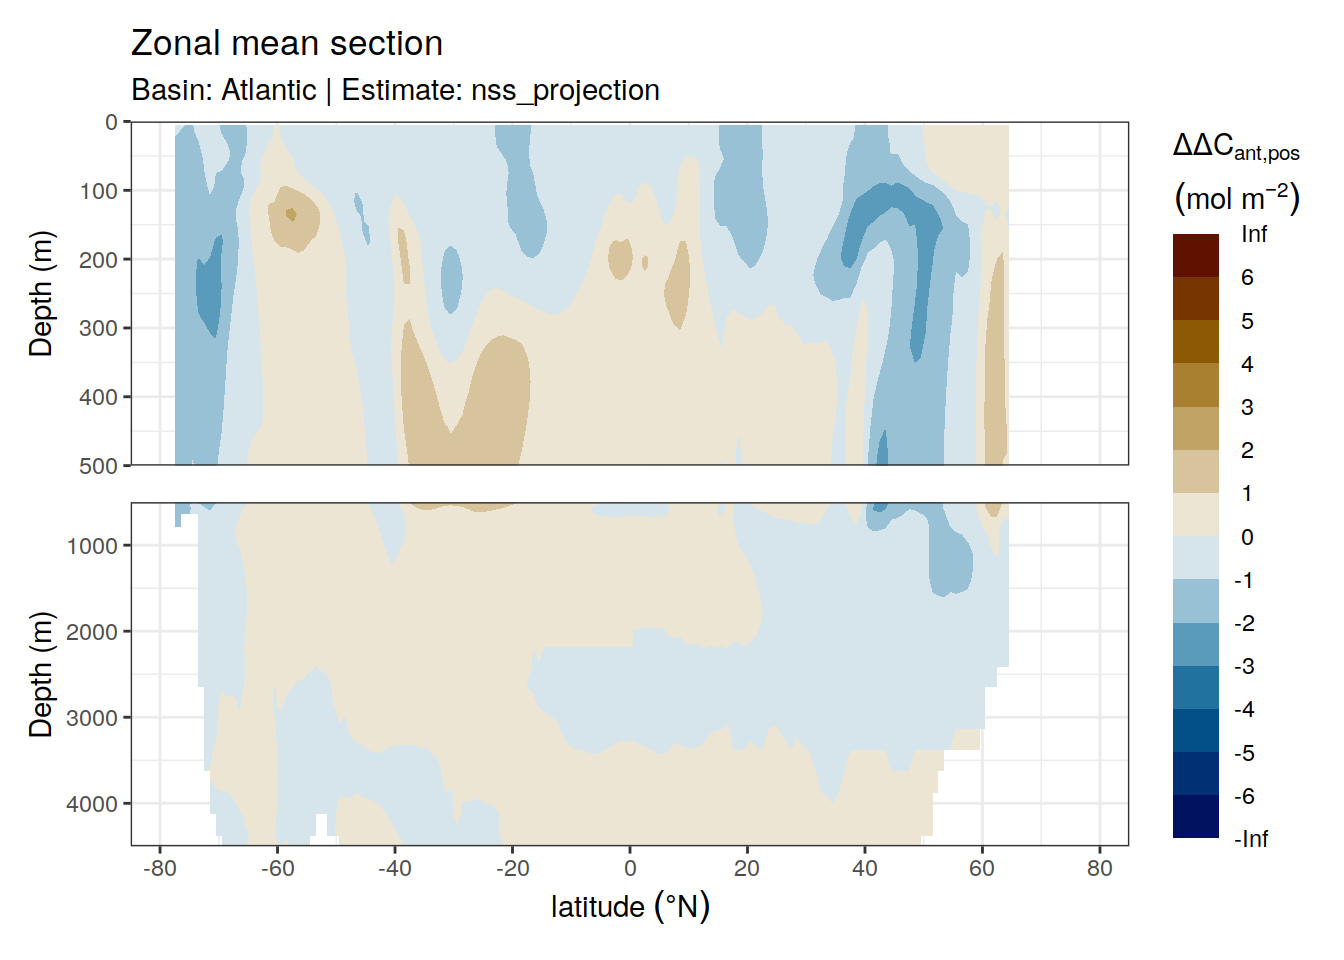 Zonal mean section
Basin: Atlantic | Estimate: nss_projection
0
100
200
300
400
500
Depth (m)
1000
2000
3000
4000
Depth (m)
-80 -60 -40 -20 0 20 40 60 80
latitude (°N)
ΔΔCant,pos
(mol m−2)
Inf
6
5
4
3
2
1
0
-1
-2
-3
-4
-5
-6
-Inf